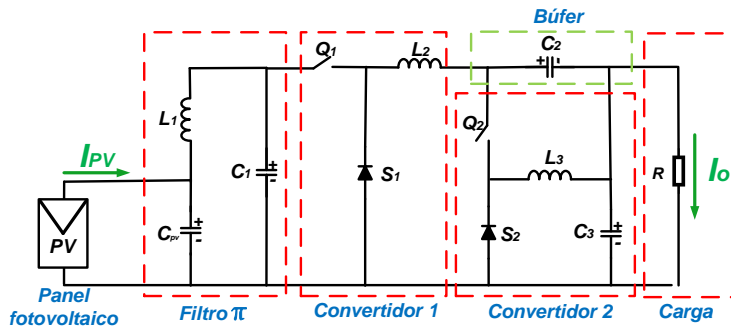 Búfer
Q1
L2
C2
+
-
L1
Q2
IPV
C1
+
-
S1
L3
R
Io
PV
Cpv
+
-
S2
C3
+
-
Panel
fotovoltaico
Filtro π
Convertidor 1
Convertidor 2
Carga